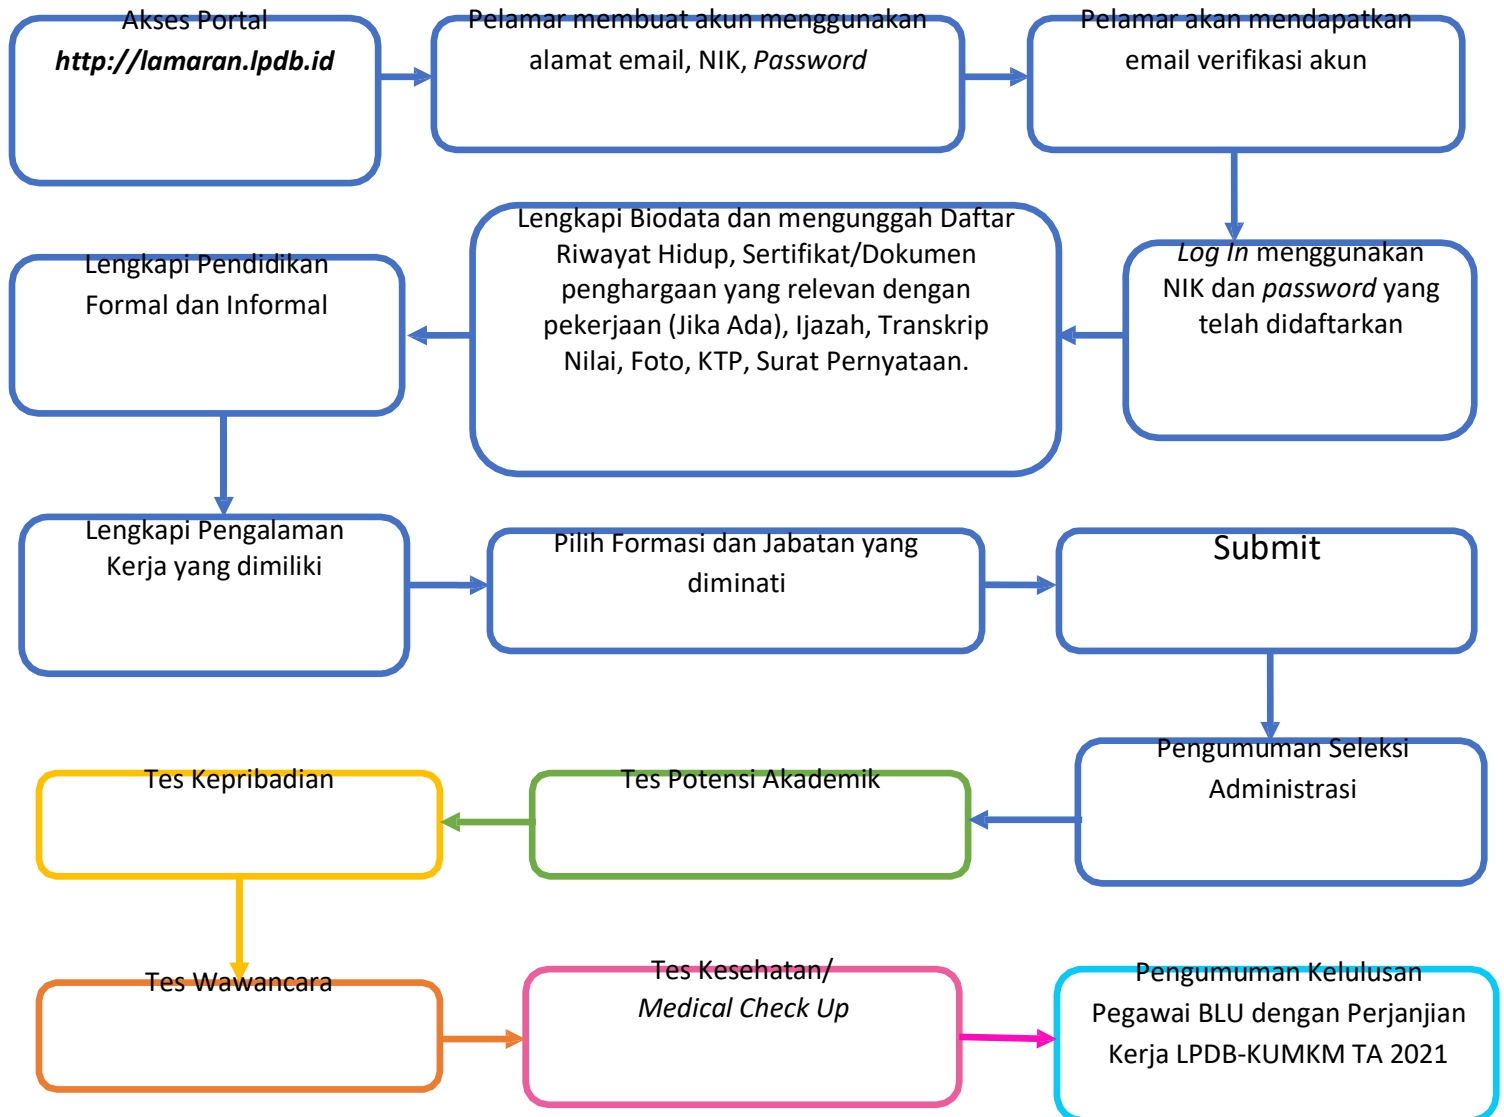 Akses Portal
http://lamaran.lpdb.id
Pelamar membuat akun menggunakan
alamat email, NIK, Password
Pelamar akan mendapatkan
email verifikasi akun
Log In menggunakan
NIK dan password yang
telah didaftarkan
Lengkapi Biodata dan mengunggah Daftar
Riwayat Hidup, Sertifikat/Dokumen
penghargaan yang relevan dengan
pekerjaan (Jika Ada), Ijazah, Transkrip
Nilai, Foto, KTP, Surat Pernyataan.
Lengkapi Pendidikan
Formal dan Informal
Lengkapi Pengalaman
Kerja yang dimiliki
Pilih Formasi dan Jabatan yang
diminati
Submit
Pengumuman Seleksi
Administrasi
Tes Potensi Akademik
Tes Kepribadian
Tes Wawancara
Tes Kesehatan/
Medical Check Up
Pengumuman Kelulusan
Pegawai BLU dengan Perjanjian
Kerja LPDB-KUMKM TA 2021